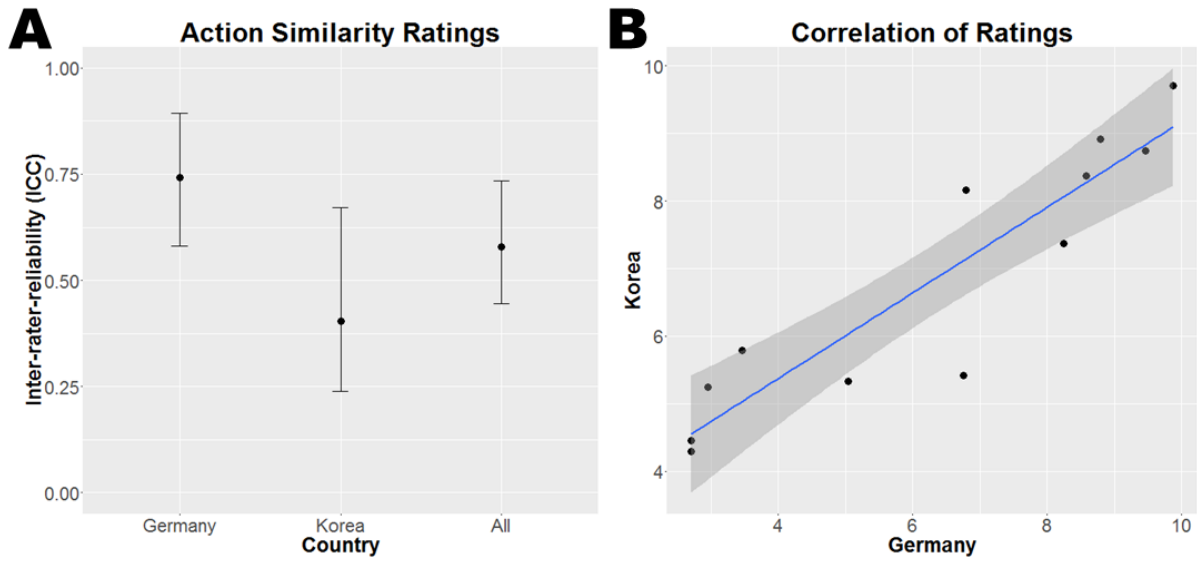 A
Action Similarity Ratings
Inter-rater-reliability (ICC)
1.00
0.75
0.50
0.25
0.00
Germany Korea All
Country
B
Correlation of Ratings
Korea
10
8
6
4
4 6 8 10
Germany